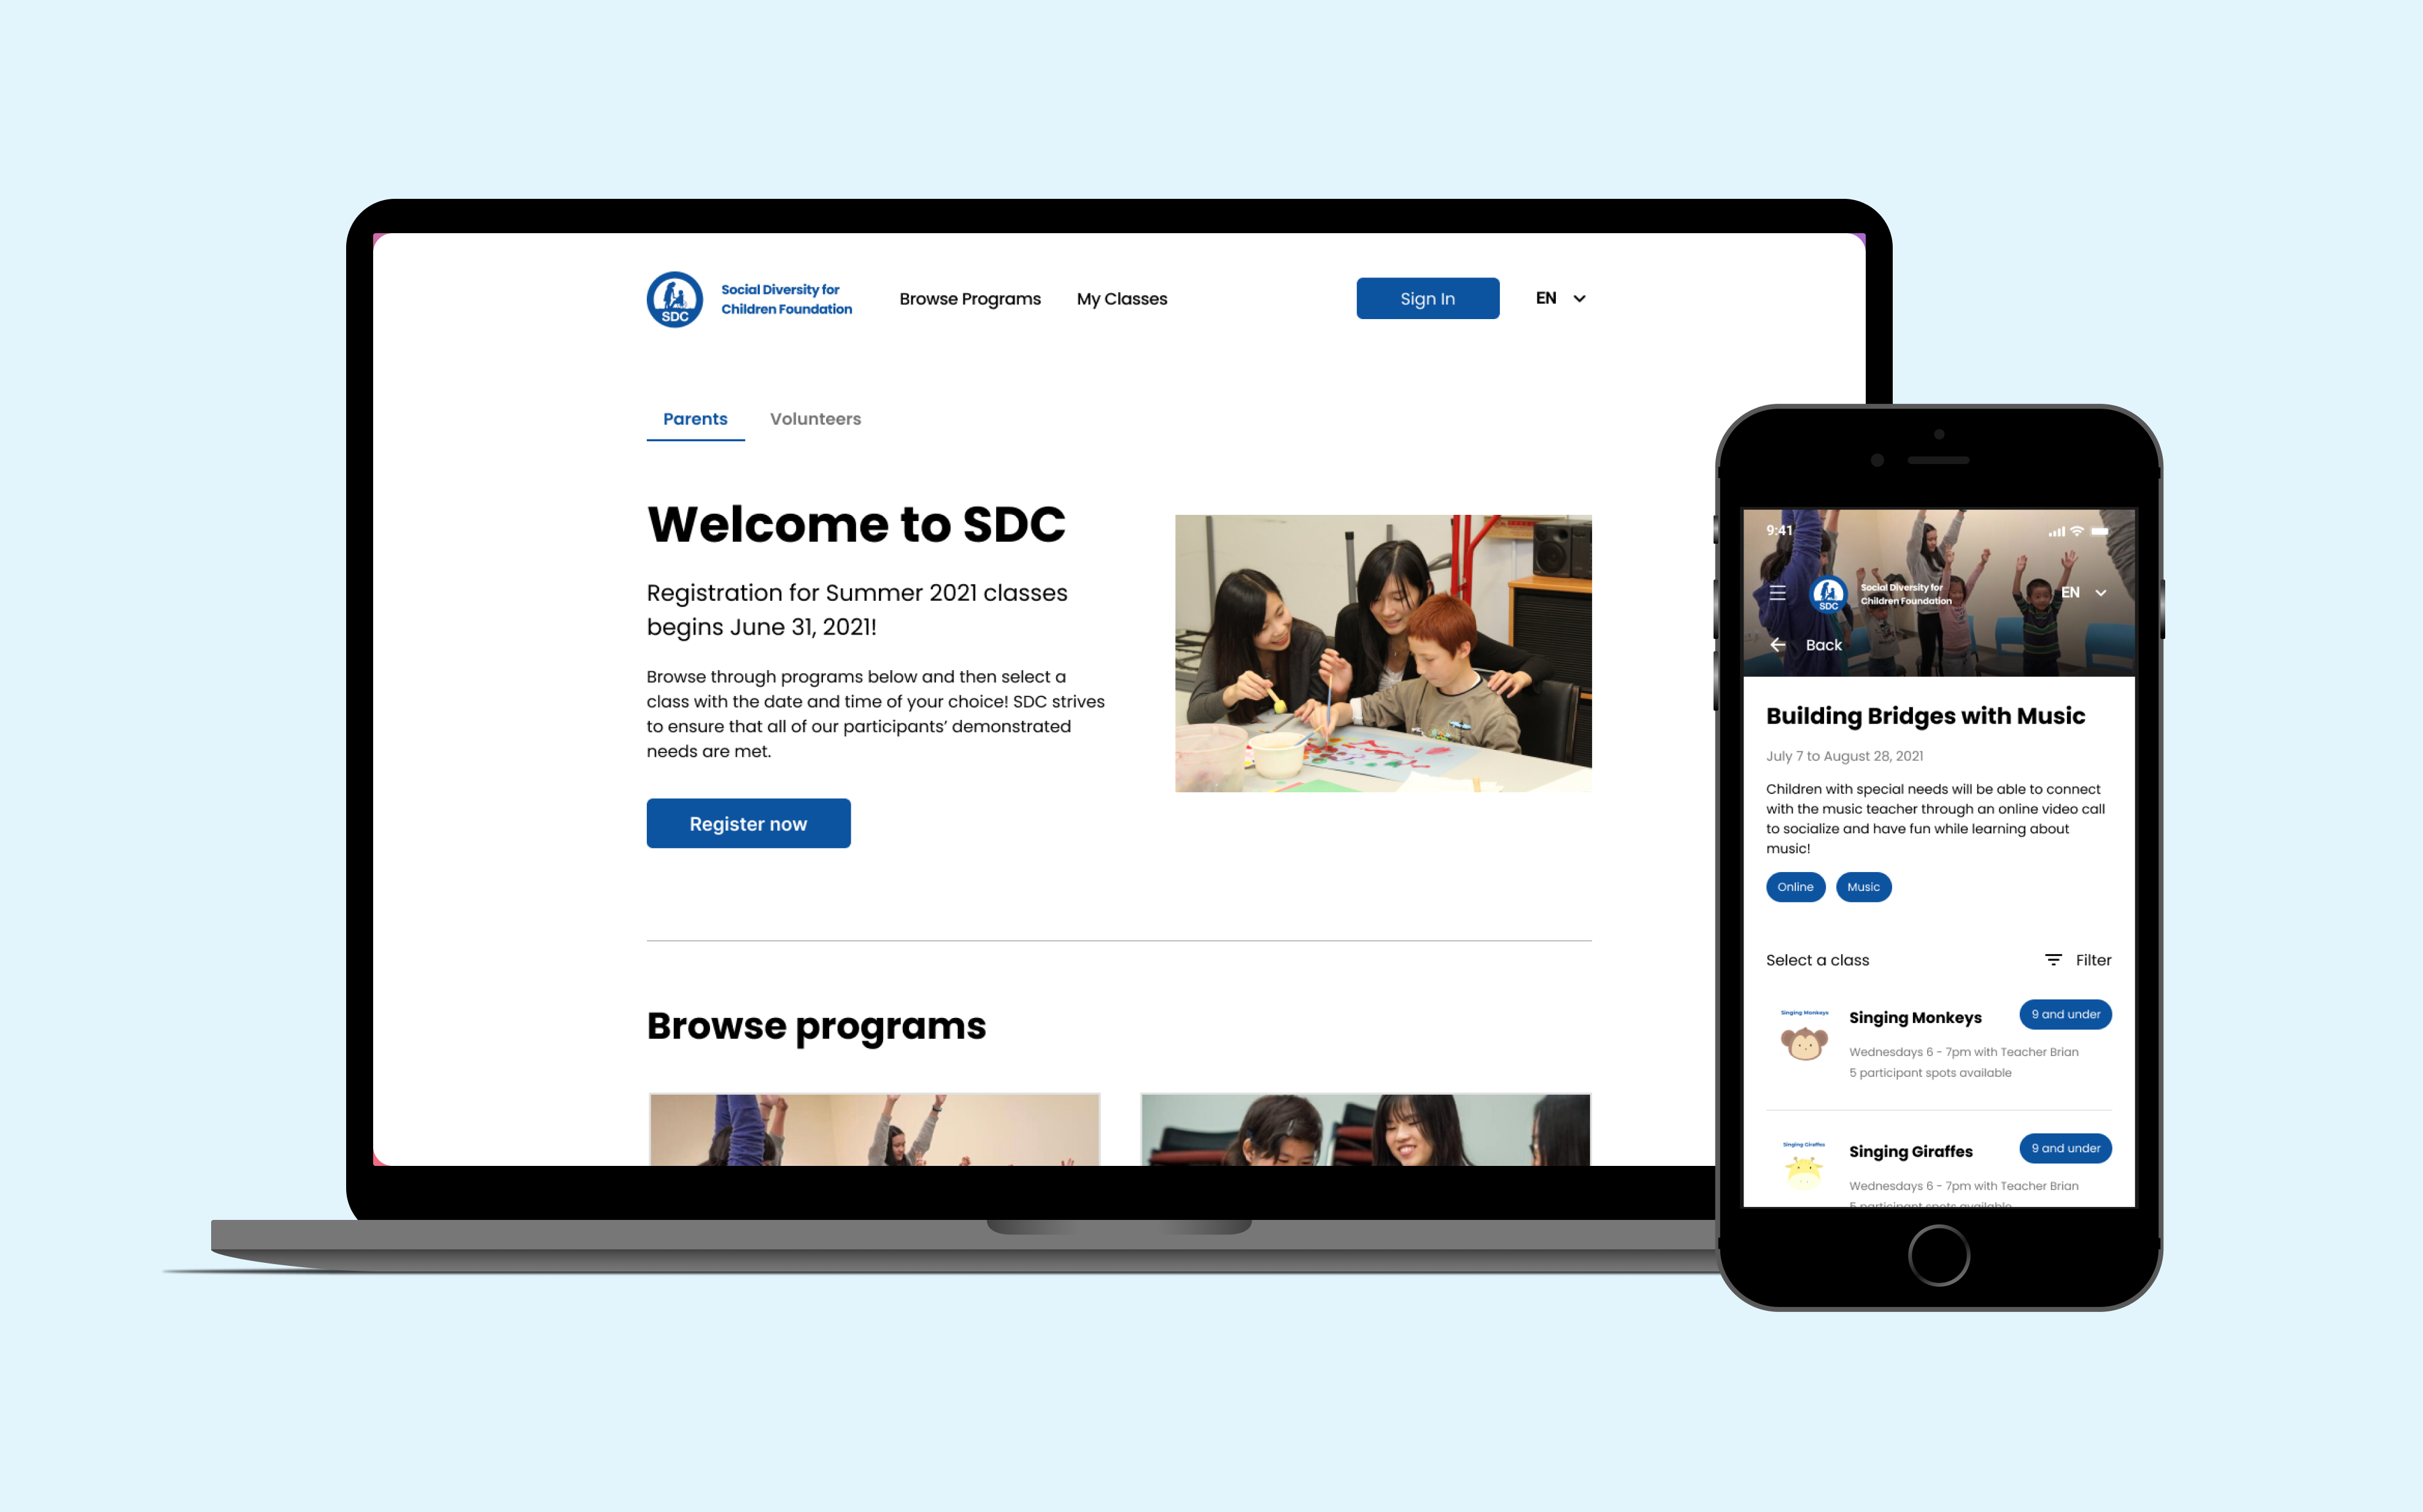 SDC
Social Diversity for
Children Foundation
Browse Programs
My Classes
Sign In
EN
Parents
Volunteers
Welcome to SDC
Registration for Summer 2021 classes
begins June 31, 2021!
Browse through programs below and then select a
class with the date and time of your choice! SDC strives
to ensure that all of our participants’ demonstrated
needs are met.
Register now
Browse programs
9:41
SDC
Social Diversity for
Children Foundation
EN
Back
Building Bridges with Music
July 7 to August 28, 2021
Children with special needs will be able to connect
with the music teacher through an online video call
to socialize and have fun while learning about
music!
Online
Music
Select a class
Filter
Singing Monkeys
Singing Monkeys
9 and under
Wednesdays 6 - 7pm with Teacher Brian
5 participant spots available
Singing Giraffes
Singing Giraffes
9 and under
Wednesdays 6 - 7pm with Teacher Brian
5 participant spots available